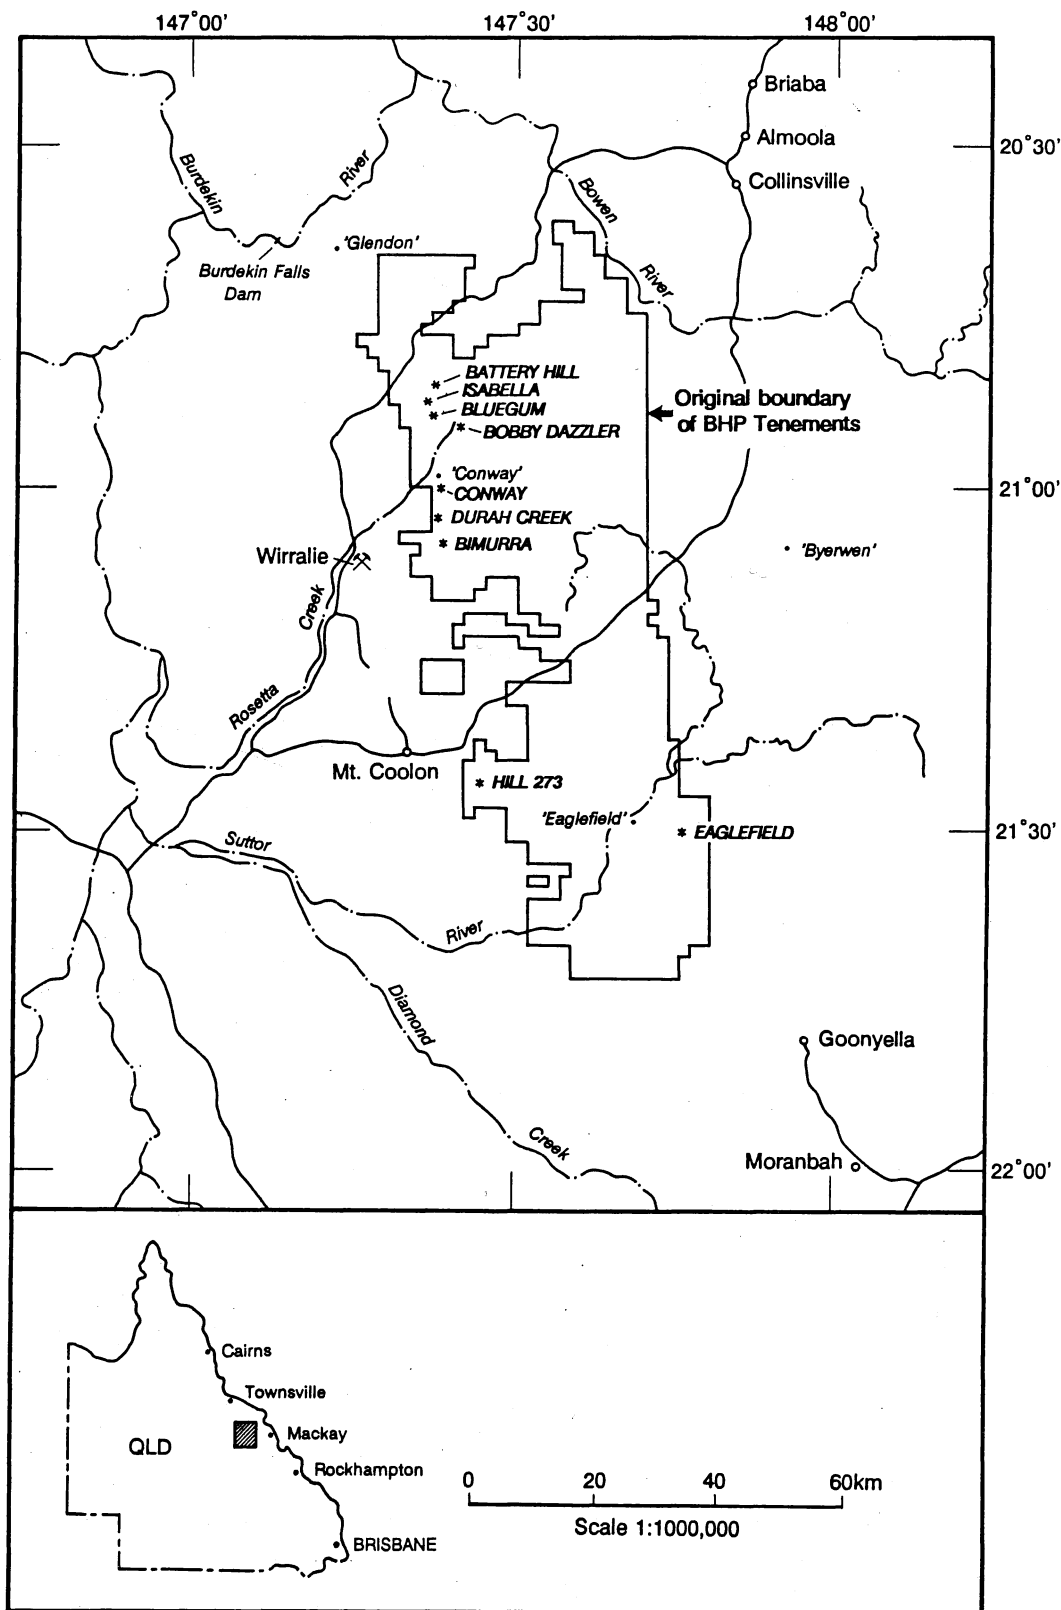 147°00'
147°30'
148°00'
Briaba
Almoola
20°30'
Collinsville
Burdekin
River
Bowen
'Glendon'
Burdekin Falls
Dam
River
BATTERY HILL
ISABELLA
BLUEGUM
BOBBY DAZZLER
Original boundary
of BHP Tenements
'Conway'
CONWAY
21°00'
DURAH CREEK
BIMURRA
'Byerwen'
Wirralie
Creek
Rosetta
Mt. Coolon
HILL 273
'Eaglefield'
EAGLEFIELD
21°30'
Suttor
River
Diamond
Goonyella
Creek
Moranbah
22°00'
Cairns
Townsville
QLD
Mackay
Rockhampton
BRISBANE
0 20 40 60km
Scale 1:1000,000